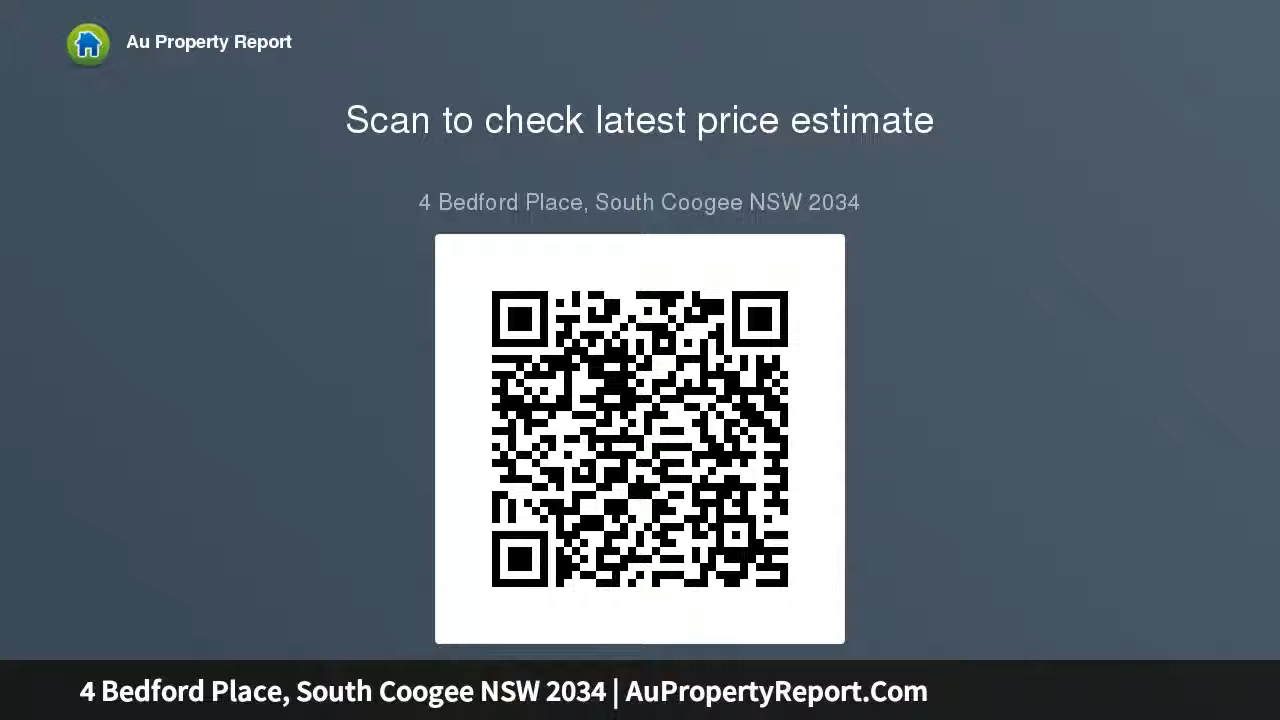 Au Property Report
Scan to check latest price estimate
4 Bedford Place, South Coogee NSW 2034
4 Bedford Place, South Coogee NSW 2034 | AuPropertyReport.Com